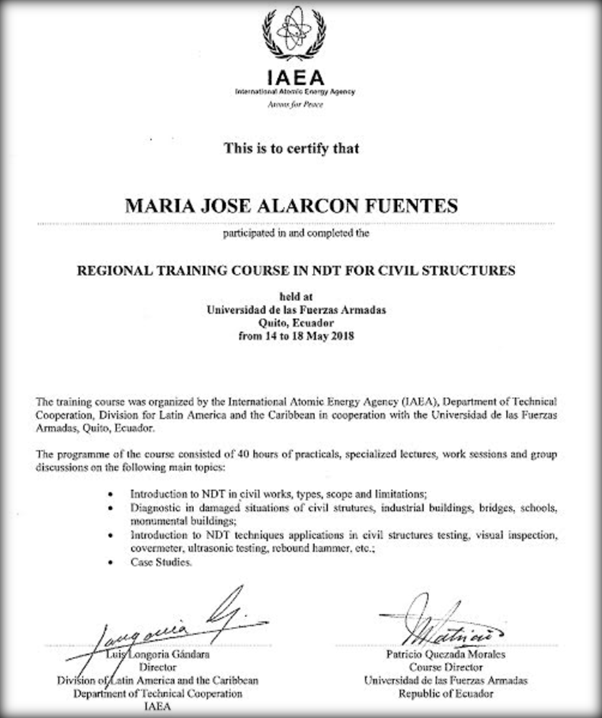 IAEA
International Atomic Energy Agency
Atoms for Peace
This is to certify that
MARIA JOSE ALARCON FUENTES
participated in and completed the
REGIONAL TRAINING COURSE IN NDT FOR CIVIL STRUCTURES
held at
Universidad de las Fuerzas Armadas
Quito, Ecuador
from 14 to 18 May 2018
The training course was organized by the International Atomic Energy Agency (IAEA), Department of Technical
Cooperation, Division for Latin America and the Caribbean in cooperation with the Universidad de las Fuerzas
Armadas, Quito, Ecuador.
The programme of the course consisted of 40 hours of practicals, specialized lectures, work sessions and group
discussions on the following main topics:
• Introduction to NDT in civil works, types, scope and limitations;
• Diagnostic in damaged situations of civil strutures, industrial buildings, bridges, schools,
monumental buildings;
• Introduction to NDT techniques applications in civil structures testing, visual inspection,
covermeter, ultrasonic testing, rebound hammer, etc.;
• Case Studies.
Luis Longoria Gándara
Director
Division of Latin America and the Caribbean
Department of Technical Cooperation
IAEA
Patricio Quezada Morales
Course Director
Universidad de las Fuerzas Armadas
Republic of Ecuador